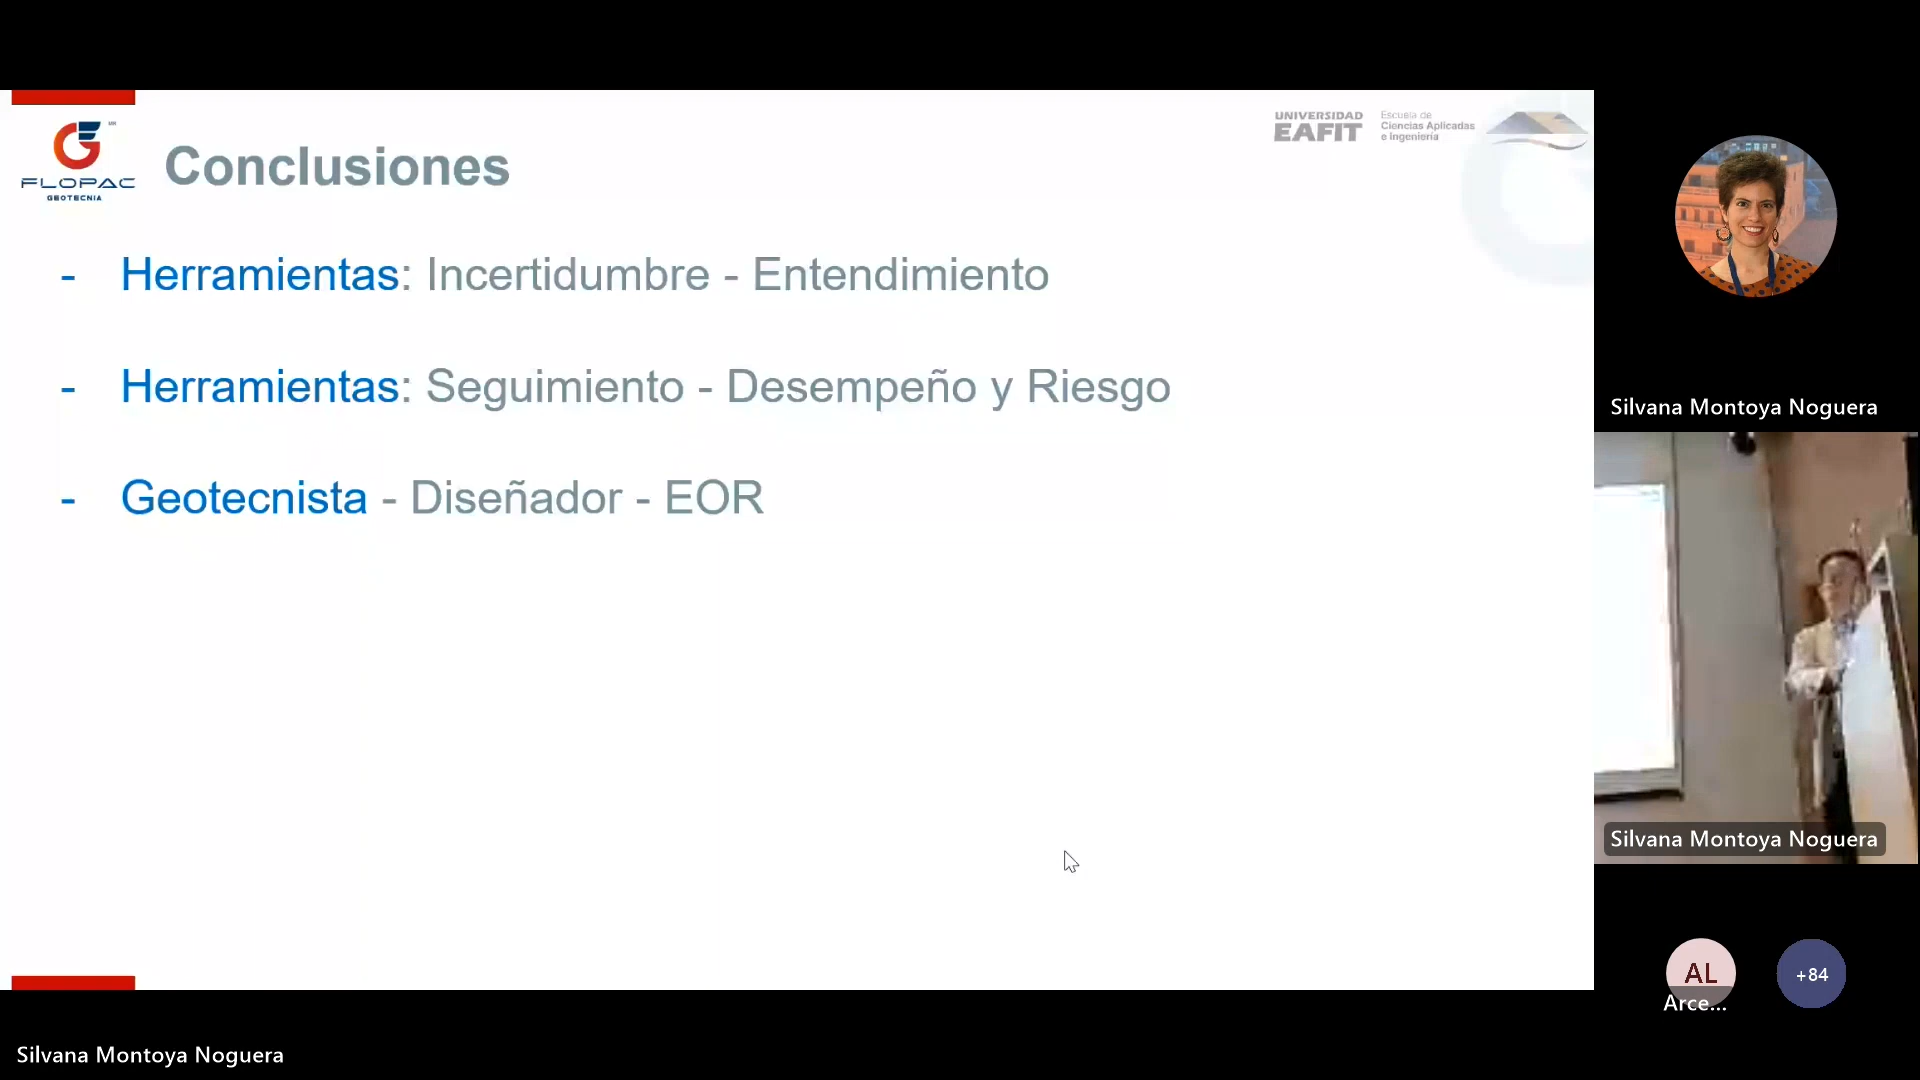 FLOPAC
GEOTECNIA
Conclusiones
UNIVERSIDAD
EAFIT
Escuela de
Ciencias Aplicadas
e Ingeniería
- Herramientas: Incertidumbre - Entendimiento
- Herramientas: Seguimiento - Desempeño y Riesgo
- Geotecnista - Diseñador - EOR
Silvana Montoya Noguera
Silvana Montoya Noguera
AL
Arce...
+84
Silvana Montoya Noguera